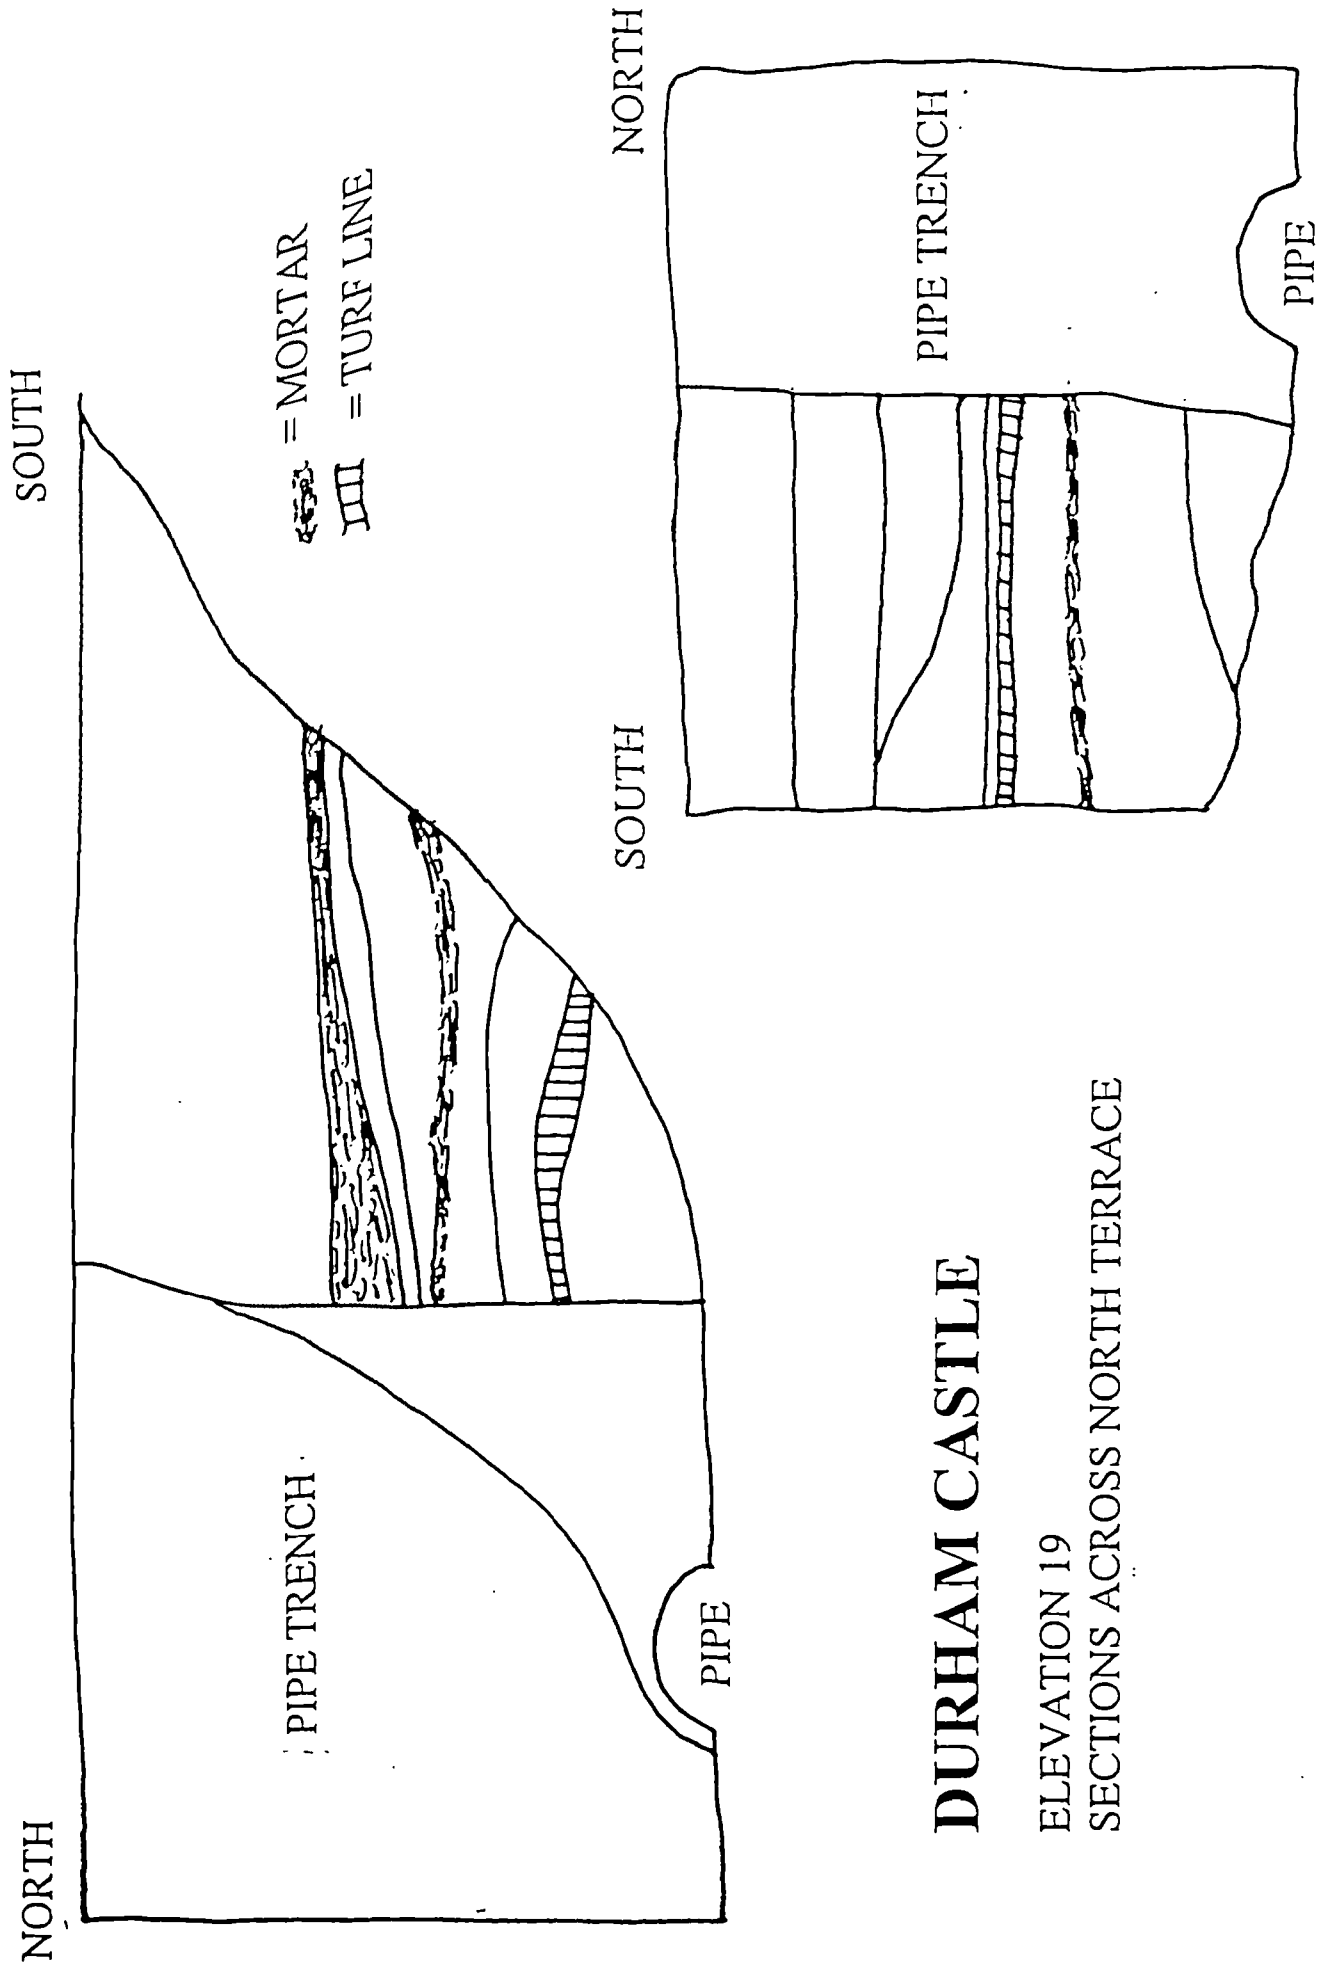 NORTH
SOUTH
= MORTAR
= TURF LINE
PIPE TRENCH
PIPE
SOUTH
NORTH
PIPE TRENCH
PIPE
DURHAM CASTLE
ELEVATION 19
SECTIONS ACROSS NORTH TERRACE